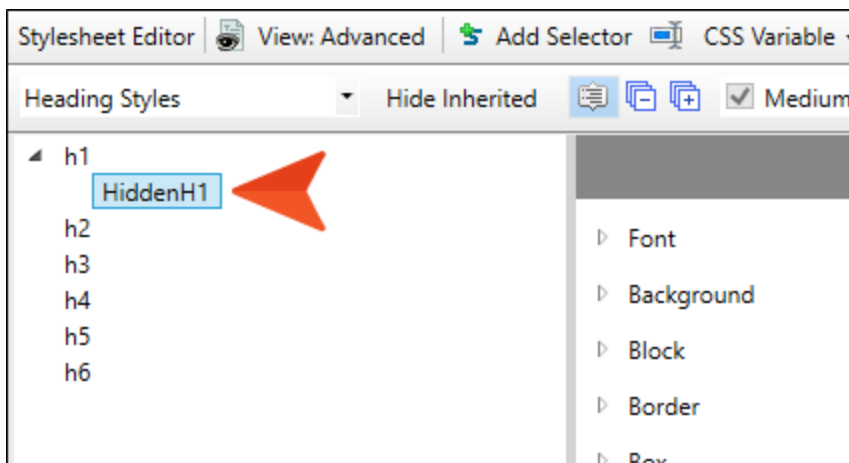 Stylesheet Editor View: Advanced Add Selector CSS Variable
Heading Styles Hide Inherited Medium
h1
HiddenH1
h2
h3
h4
h5
h6
Font
Background
Block
Border
Box